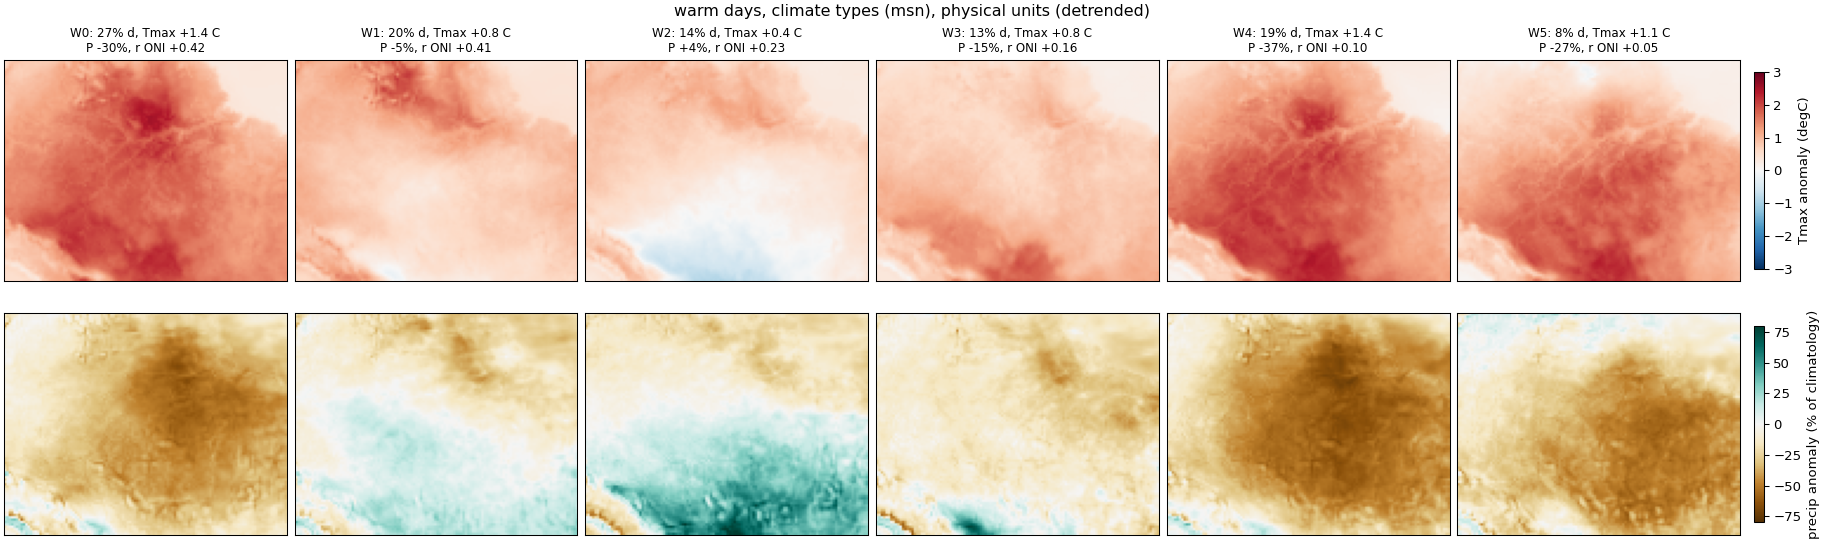 warm days, climate types (msn), physical units (detrended)
W0: 27% d, Tmax +1.4 C
P -30%, r ONI +0.42
W1: 20% d, Tmax +0.8 C
P -5%, r ONI +0.41
W2: 14% d, Tmax +0.4 C
P +4%, r ONI +0.23
W3: 13% d, Tmax +0.8 C
P -15%, r ONI +0.16
W4: 19% d, Tmax +1.4 C
P -37%, r ONI +0.10
W5: 8% d, Tmax +1.1 C
P -27%, r ONI +0.05
3
2
1
0
−1
−2
−3
Tmax anomaly (degC)
75
50
25
0
−25
−50
−75
precip anomaly (% of climatology)